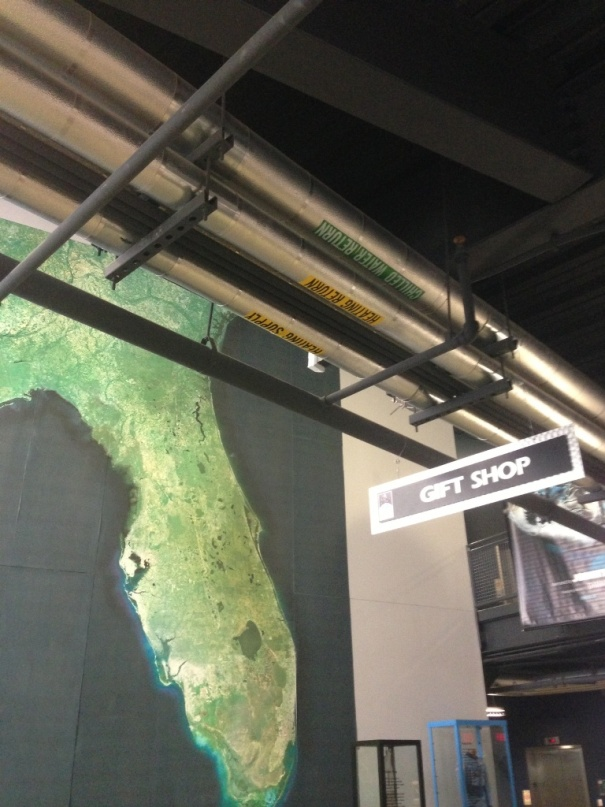 CHILLED WATER RETURN
HEATING RETURN
HEATING SUPPLY
GIFT SHOP